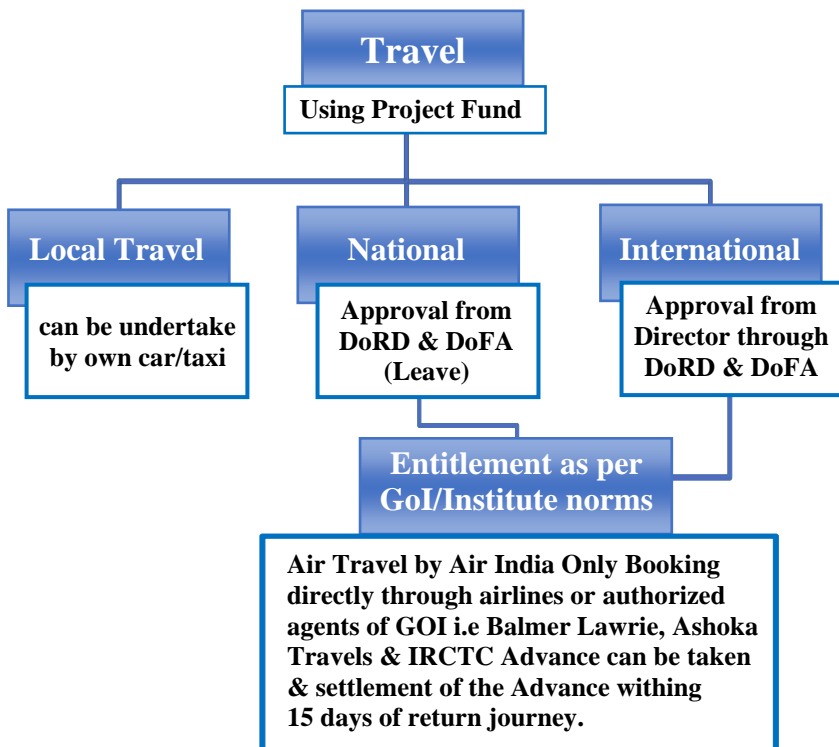 Travel
Using Project Fund
Local Travel
can be undertake
by own car/taxi
National
Approval from
DoRD & DoFA
(Leave)
International
Approval from
Director through
DoRD & DoFA
Entitlement as per
GoI/Institute norms
Air Travel by Air India Only Booking
directly through airlines or authorized
agents of GOI i.e Balmer Lawrie, Ashoka
Travels & IRCTC Advance can be taken
& settlement of the Advance withing
15 days of return journey.